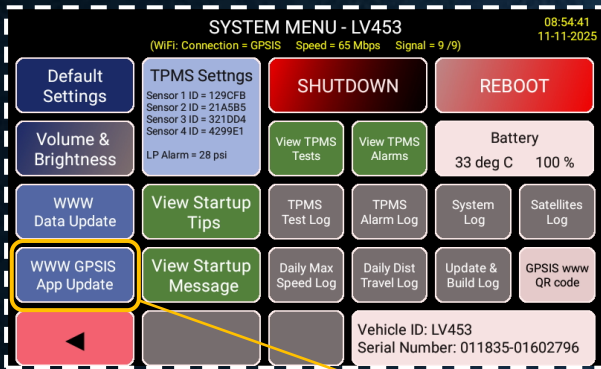 SYSTEM MENU - LV453
(WiFi: Connection = GPSIS Speed = 65 Mbps Signal = 9 /9)
08:54:41
11-11-2025
Default
Settings
TPMS Settngs
Sensor 1 ID = 129CFB
Sensor 2 ID = 21A5B5
Sensor 3 ID = 321DD4
Sensor 4 ID = 4299E1
LP Alarm = 28 psi
SHUTDOWN
REBOOT
Volume &
Brightness
View TPMS
Tests
View TPMS
Alarms
Battery
33 deg C 100 %
WWW
Data Update
View Startup
Tips
TPMS
Test Log
TPMS
Alarm Log
System
Log
Satellites
Log
WWW GPSIS
App Update
View Startup
Message
Daily Max
Speed Log
Daily Dist
Travel Log
Update &
Build Log
GPSIS www
QR code
Vehicle ID: LV453
Serial Number: 011835-01602796